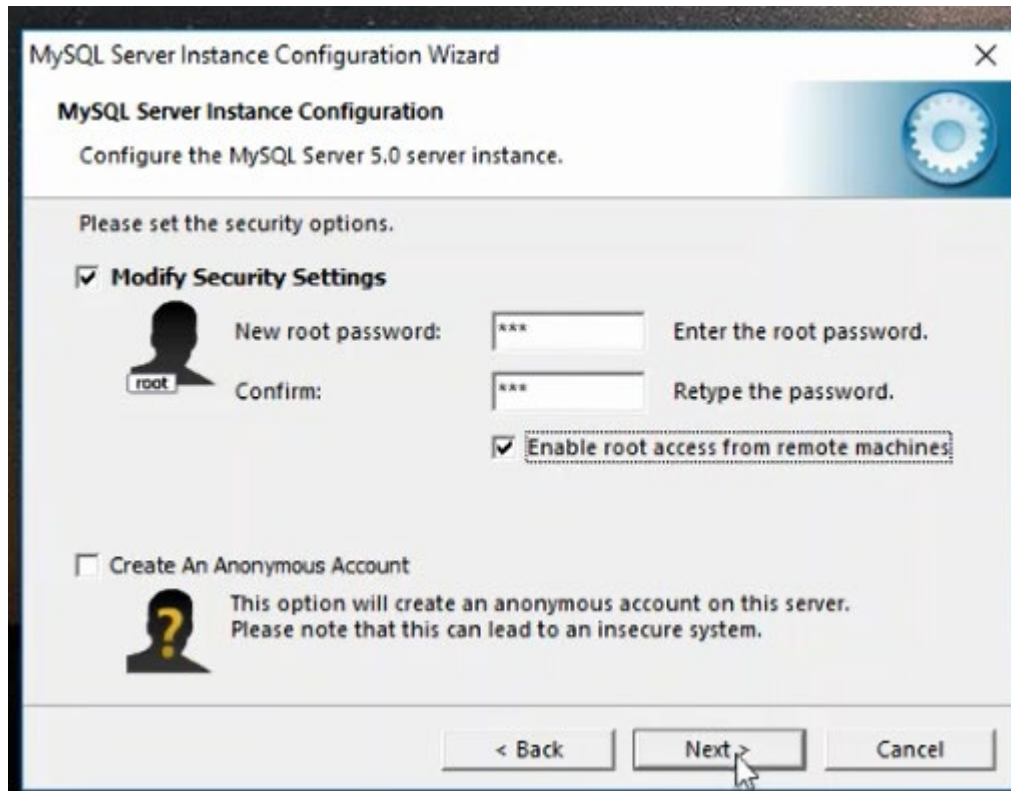 MySQL Server Instance Configuration Wizard
MySQL Server Instance Configuration
Configure the MySQL Server 5.0 server instance.
Please set the security options.
Modify Security Settings
root
New root password: *** Enter the root password.
Confirm: *** Retype the password.
Enable root access from remote machines
Create An Anonymous Account
?
This option will create an anonymous account on this server.
Please note that this can lead to an insecure system.
< Back Next > Cancel